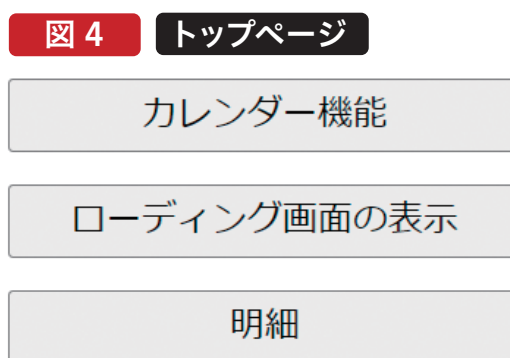 図 4 トップページ
カレンダー機能
ローディング画面の表示
明細